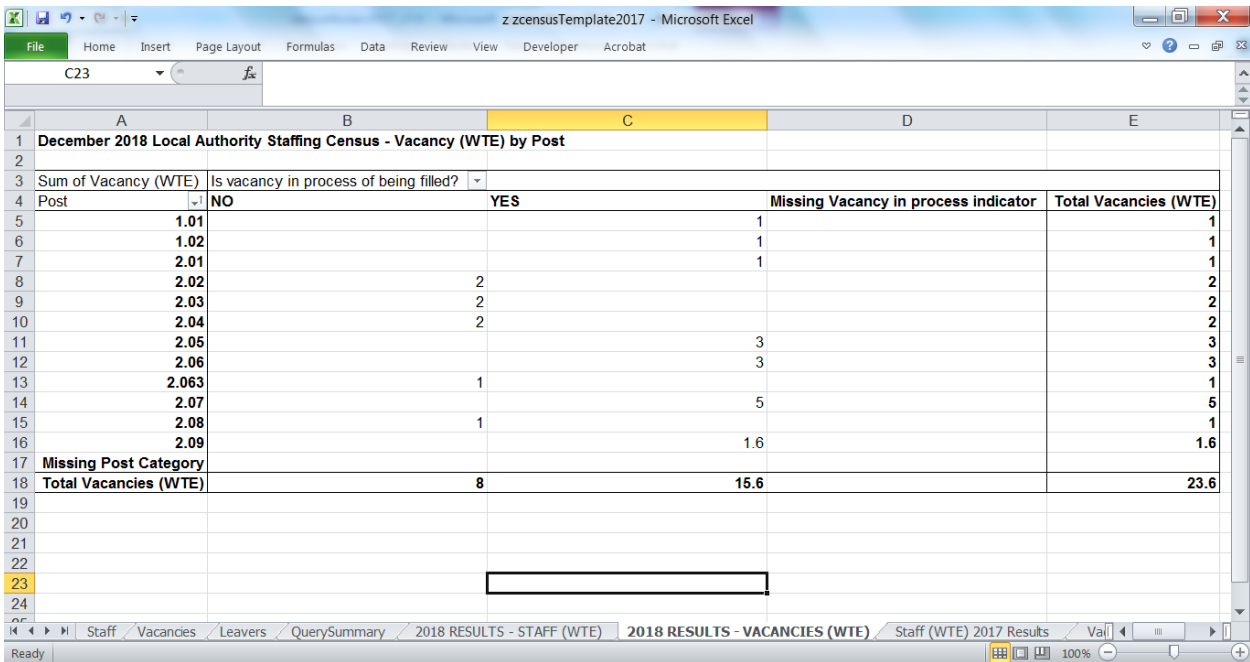 z zcensusTemplate2017 - Microsoft Excel
File Home Insert Page Layout Formulas Data Review View Developer Acrobat
C23 fx
A B C D E
1 December 2018 Local Authority Staffing Census - Vacancy (WTE) by Post
2
3 Sum of Vacancy (WTE) Is vacancy in process of being filled?
4 Post NO YES Missing Vacancy in process indicator Total Vacancies (WTE)
5 1.01 1 1
6 1.02 1 1
7 2.01 1 1
8 2.02 2 2
9 2.03 2 2
10 2.04 2 2
11 2.05 3 3
12 2.06 3 3
13 2.063 1 1
14 2.07 5 5
15 2.08 1 1
16 2.09 1.6 1.6
17 Missing Post Category
18 Total Vacancies (WTE) 8 15.6 23.6
19
20
21
22
23
24
Staff Vacancies Leavers QuerySummary 2018 RESULTS - STAFF (WTE) 2018 RESULTS - VACANCIES (WTE) Staff (WTE) 2017 Results
Ready 100%